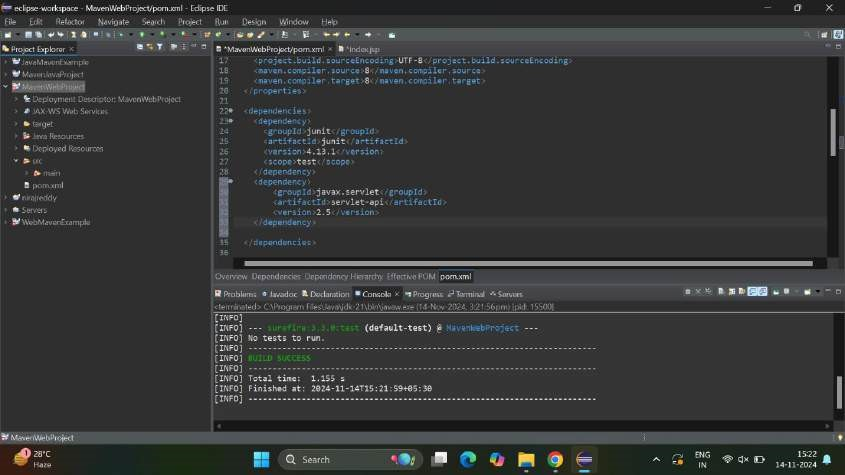 eclipse-workspace - MavenWebProject/pom.xml - Eclipse IDE
File Edit Refactor Navigate Search Project Run Design Window Help
Project Explorer ×
JavaMavenExample
MavenJavaProject
MavenWebProject
Deployment Descriptor: MavenWebProject
JAX-WS Web Services
target
Java Resources
Deployed Resources
src
main
pom.xml
nirajreddy
Servers
WebMavenExample
*MavenWebProject/pom.xml × *index.jsp
17 <project.build.sourceEncoding>UTF-8</project.build.sourceEncoding>
18 <maven.compiler.source>8</maven.compiler.source>
19 <maven.compiler.target>8</maven.compiler.target>
20 </properties>
21
22 <dependencies>
23 <dependency>
24 <groupId>junit</groupId>
25 <artifactId>junit</artifactId>
26 <version>4.13.1</version>
27 <scope>test</scope>
28 </dependency>
29 <dependency>
30 <groupId>javax.servlet</groupId>
31 <artifactId>servlet-api</artifactId>
32 <version>2.5</version>
33 </dependency>
34
35 </dependencies>
36
Overview Dependencies Dependency Hierarchy Effective POM pom.xml
Problems Javadoc Declaration Console × Progress Terminal Servers
<terminated> C:\Program Files\Java\jdk-21\bin\javaw.exe (14-Nov-2024, 3:21:56 pm) [pid: 15500]
[INFO]
[INFO] --- surefire:3.3.0:test (default-test) @ MavenWebProject ---
[INFO] No tests to run.
[INFO] ------------------------------------------------------------------------
[INFO] BUILD SUCCESS
[INFO] ------------------------------------------------------------------------
[INFO] Total time:  1.155 s
[INFO] Finished at: 2024-11-14T15:21:59+05:30
[INFO] ------------------------------------------------------------------------
MavenWebProject
1
28°C
Haze
Search
ENG
IN
15:22
14-11-2024